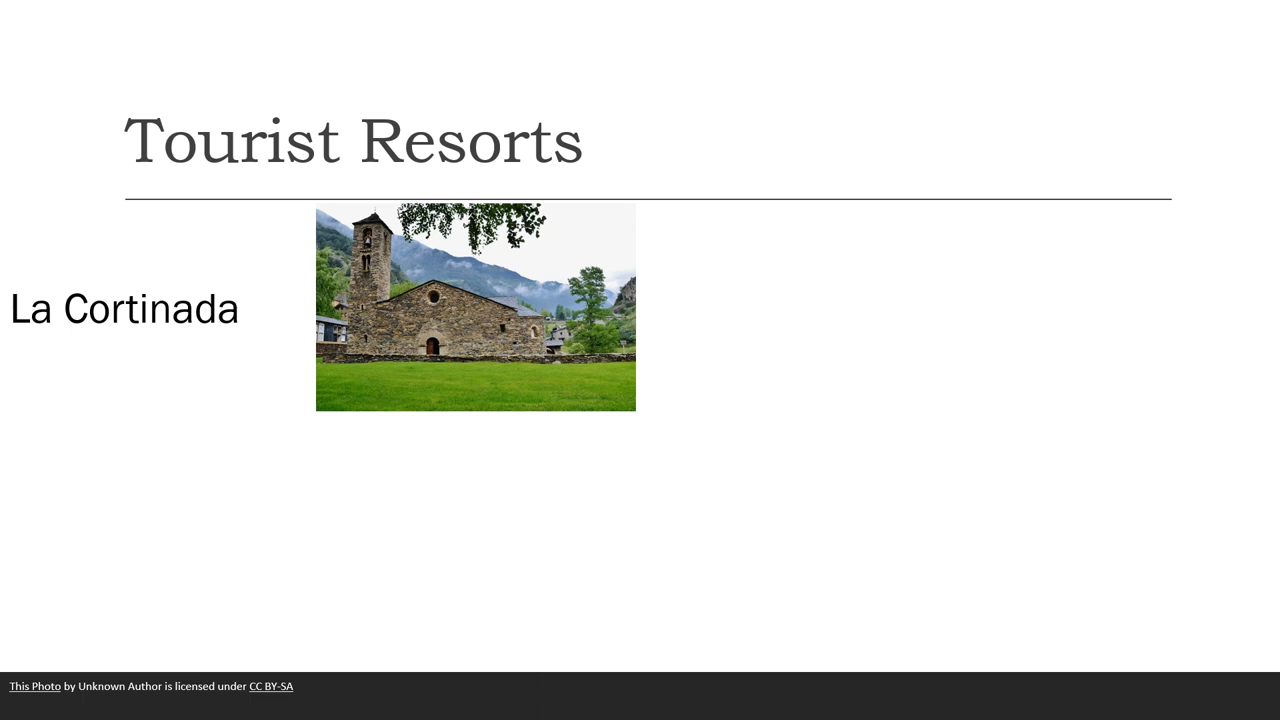 Tourist Resorts
La Cortinada
This Photo by Unknown Author is licensed under CC BY-SA